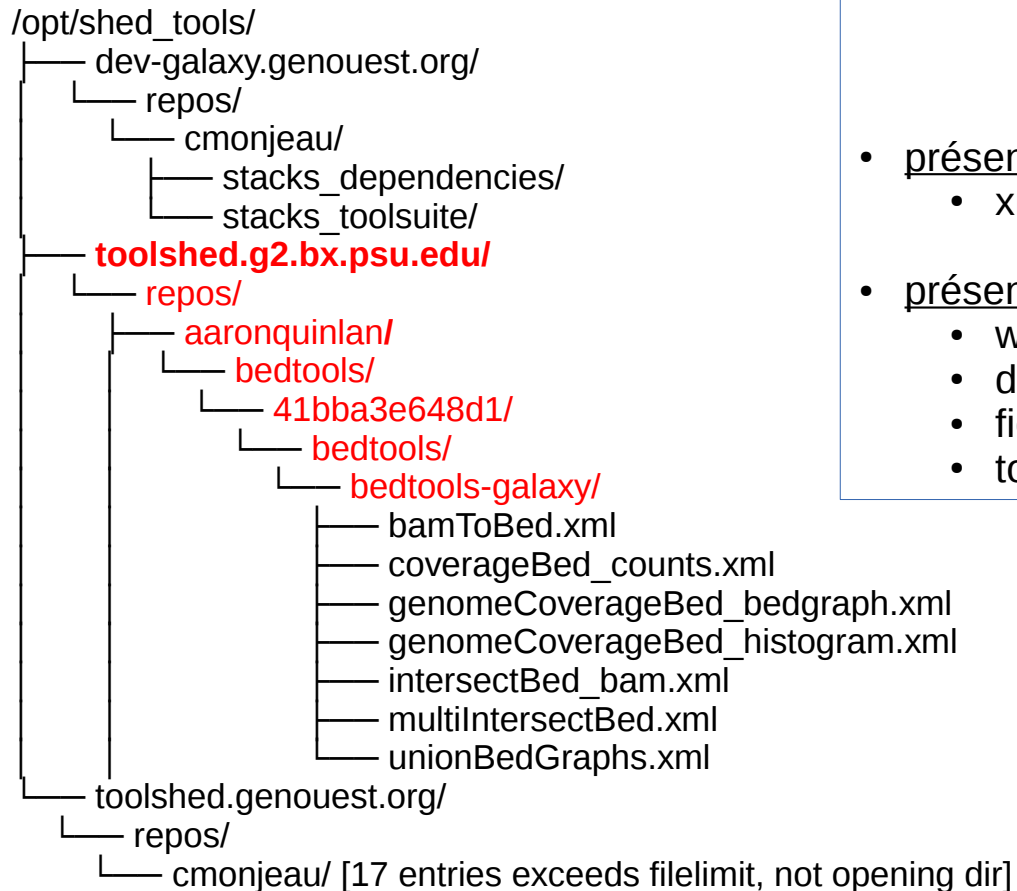 /opt/shed_tools/
├── dev-galaxy.genouest.org/
│   └── repos/
│       └── cmonjeau/
│           ├── stacks_dependencies/
│           └── stacks_toolsuite/
├── toolshed.g2.bx.psu.edu/
│   └── repos/
│       ├── aaronquinlan/
│       │   └── bedtools/
│       │       └── 41bba3e648d1/
│       │           └── bedtools/
│       │               └── bedtools-galaxy/
│       │                   ├── bamToBed.xml
│       │                   ├── coverageBed_counts.xml
│       │                   ├── genomeCoverageBed_bedgraph.xml
│       │                   ├── genomeCoverageBed_histogram.xml
│       │                   ├── intersectBed_bam.xml
│       │                   ├── multiIntersectBed.xml
│       │                   └── unionBedGraphs.xml
└── toolshed.genouest.org/
    └── repos/
        └── cmonjeau/ [17 entries exceeds filelimit, not opening dir]